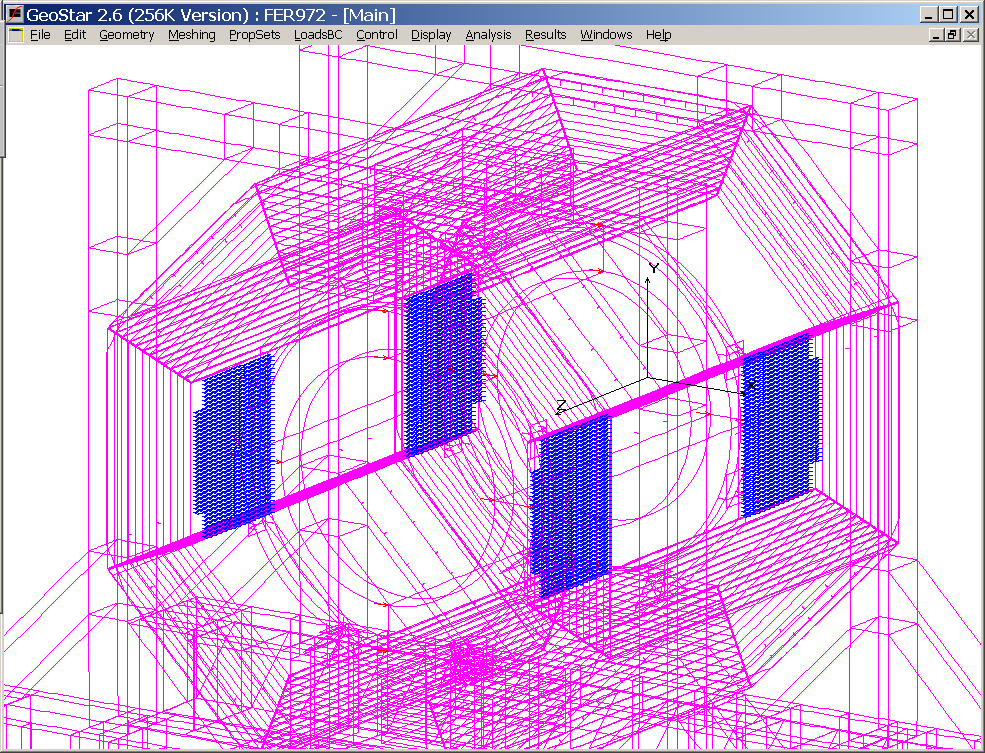 GeoStar 2.6 (256K Version) : FER972 - [Main]
File Edit Geometry Meshing PropSets LoadsBC Control Display Analysis Results Windows Help
Y
X
Z